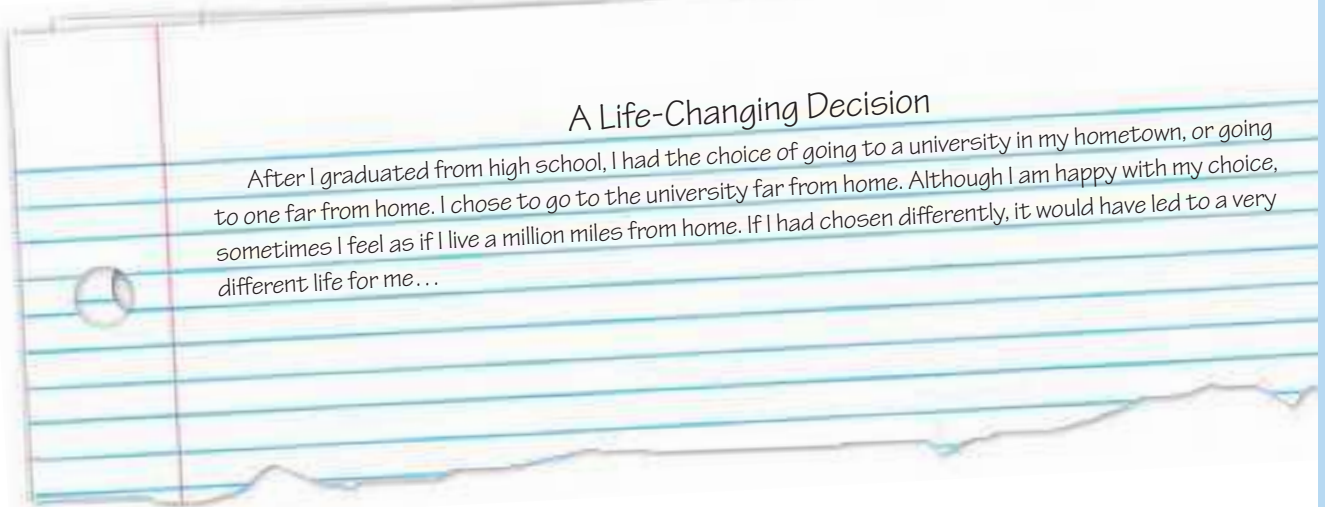 A Life-Changing Decision
After I graduated from high school, I had the choice of going to a university in my hometown, or going
to one far from home. I chose to go to the university far from home. Although I am happy with my choice,
sometimes I feel as if I live a million miles from home. If I had chosen differently, it would have led to a very
different life for me...